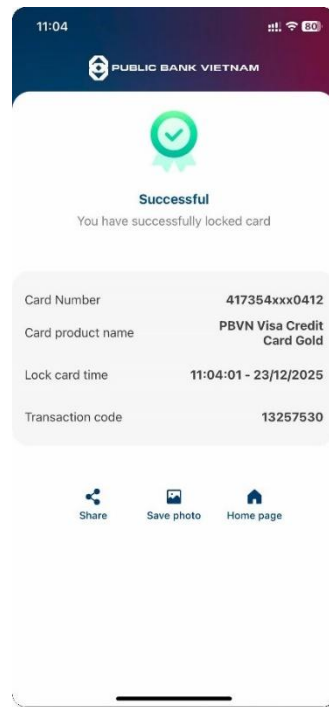 11:04
80
PUBLIC BANK VIETNAM
Successful
You have successfully locked card
Card Number 417354xxx0412
Card product name PBVN Visa Credit
Card Gold
Lock card time 11:04:01 - 23/12/2025
Transaction code 13257530
Share Save photo Home page